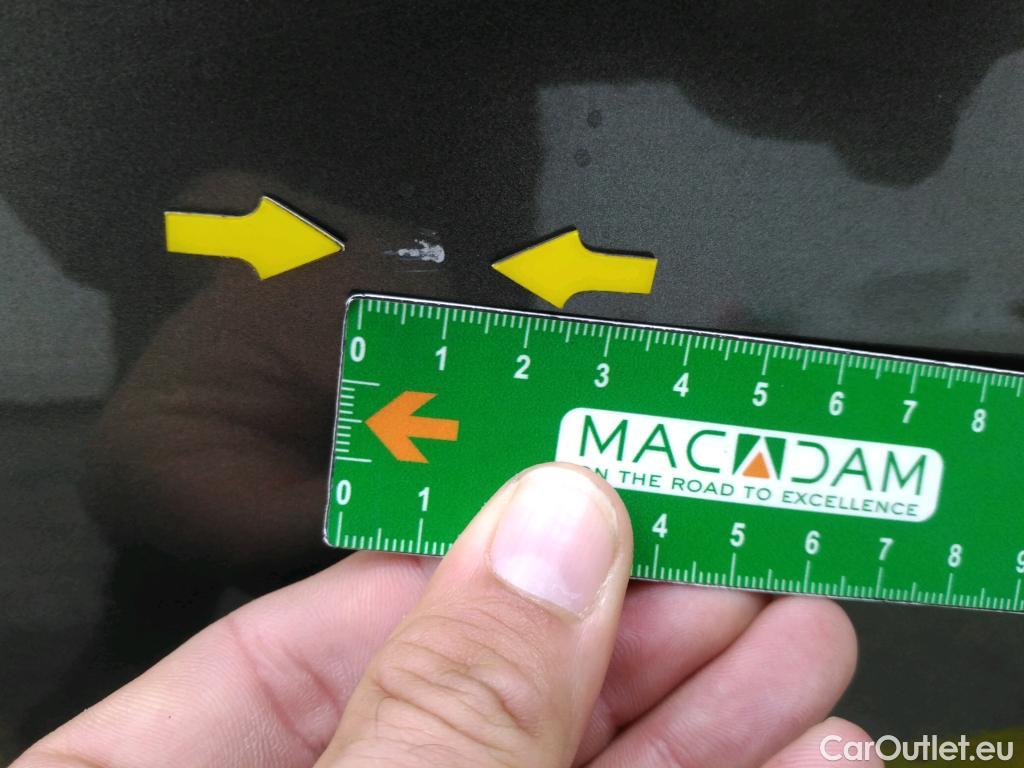 0 1 2 3 4 5 6 7 8
MACADAM
N THE ROAD TO EXCELLENCE
0 1 4 5 6 7 8 9
CarOutlet.eu